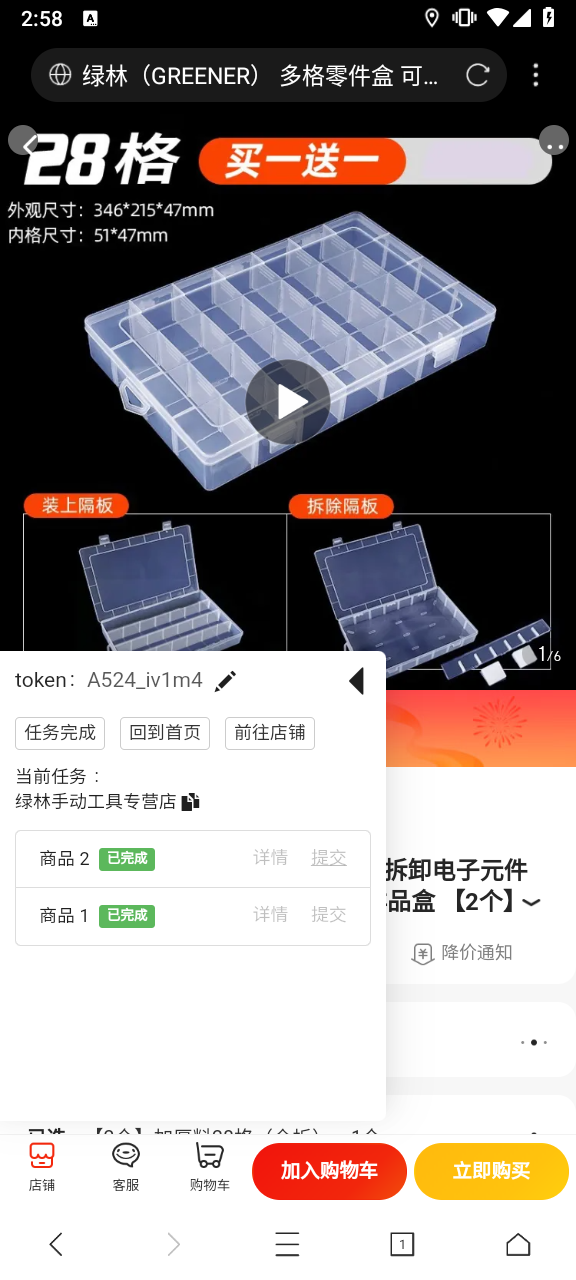 2:58
A
绿林（GREENER） 多格零件盒 可...
28格 买一送一
外观尺寸：346*215*47mm
内格尺寸：51*47mm
装上隔板 拆除隔板
1/6
token： A524_iv1m4
任务完成 回到首页 前往店铺
当前任务：
绿林手动工具专营店
商品 2 已完成 详情 提交
商品 1 已完成 详情 提交
拆卸电子元件
品盒 【2个】
降价通知
店铺 客服 购物车 加入购物车 立即购买
1